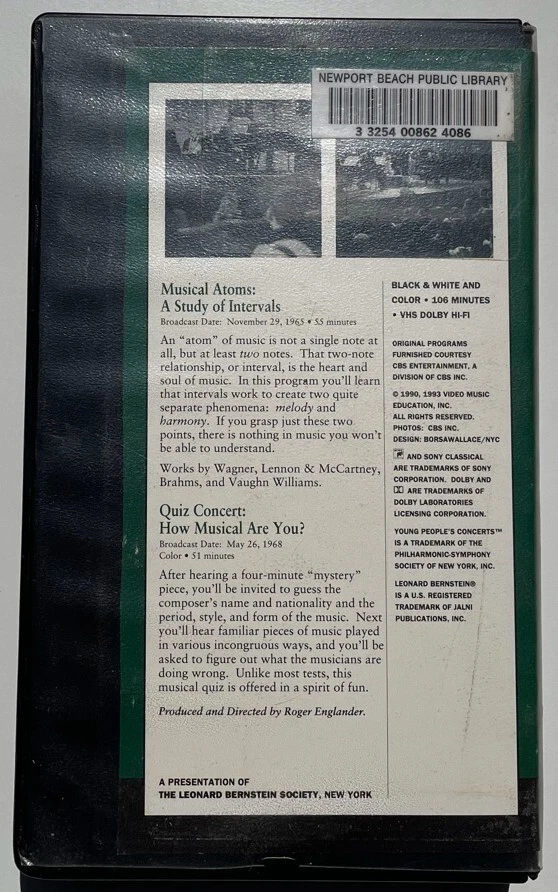 NEWPORT BEACH PUBLIC LIBRARY
3 3254 00862 4086
Musical Atoms:
A Study of Intervals
Broadcast Date: November 29, 1965 • 55 minutes
An “atom” of music is not a single note at
all, but at least two notes. That two-note
relationship, or interval, is the heart and
soul of music. In this program you’ll learn
that intervals work to create two quite
separate phenomena: melody and
harmony. If you grasp just these two
points, there is nothing in music you won’t
be able to understand.
Works by Wagner, Lennon & McCartney,
Brahms, and Vaughn Williams.
Quiz Concert:
How Musical Are You?
Broadcast Date: May 26, 1968
Color • 51 minutes
After hearing a four-minute “mystery”
piece, you’ll be invited to guess the
composer’s name and nationality and the
period, style, and form of the music. Next
you’ll hear familiar pieces of music played
in various incongruous ways, and you’ll be
asked to figure out what the musicians are
doing wrong. Unlike most tests, this
musical quiz is offered in a spirit of fun.
Produced and Directed by Roger Englander.
A PRESENTATION OF
THE LEONARD BERNSTEIN SOCIETY, NEW YORK
BLACK & WHITE AND
COLOR • 106 MINUTES
• VHS DOLBY HI-FI
ORIGINAL PROGRAMS
FURNISHED COURTESY
CBS ENTERTAINMENT, A
DIVISION OF CBS INC.
© 1990, 1993 VIDEO MUSIC
EDUCATION, INC.
ALL RIGHTS RESERVED.
PHOTOS: CBS INC.
DESIGN: BORSAWALLACE/NYC
AND SONY CLASSICAL
ARE TRADEMARKS OF SONY
CORPORATION. DOLBY AND
ARE TRADEMARKS OF
DOLBY LABORATORIES
LICENSING CORPORATION.
YOUNG PEOPLE’S CONCERTS™
IS A TRADEMARK OF THE
PHILHARMONIC-SYMPHONY
SOCIETY OF NEW YORK, INC.
LEONARD BERNSTEIN®
IS A U.S. REGISTERED
TRADEMARK OF JALNI
PUBLICATIONS, INC.